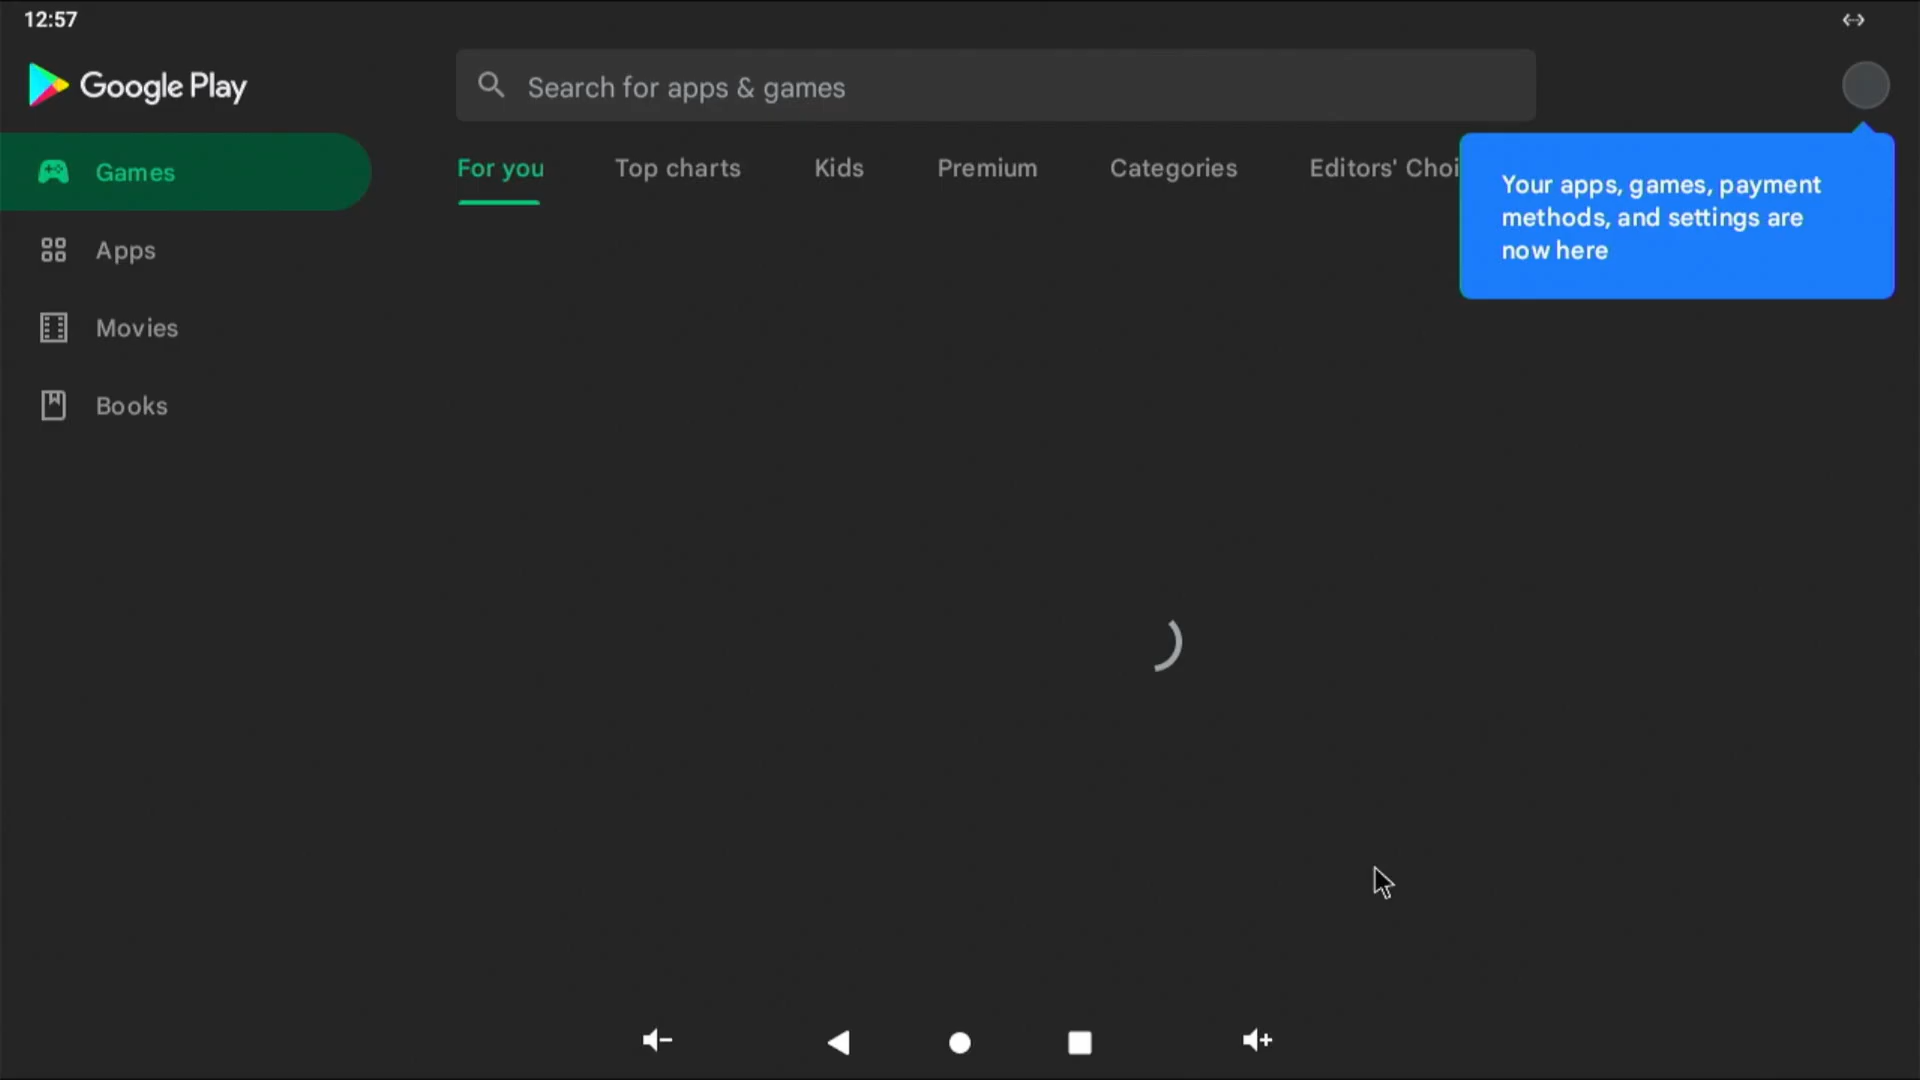 12:57
Google Play
Search for apps & games
Games
Apps
Movies
Books
For you
Top charts
Kids
Premium
Categories
Editors' Choi
Your apps, games, payment
methods, and settings are
now here